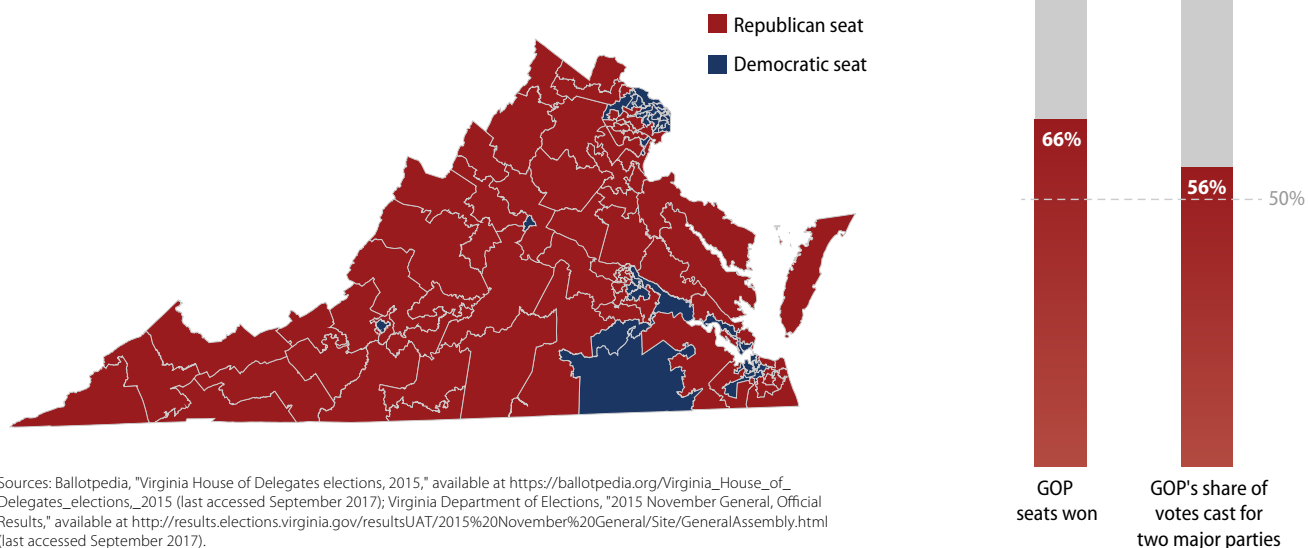 Republican seat
Democratic seat
66%
56%
50%
GOP
seats won
GOP's share of
votes cast for
two major parties
Sources: Ballotpedia, "Virginia House of Delegates elections, 2015," available at https://ballotpedia.org/Virginia_House_of_
Delegates_elections,_2015 (last accessed September 2017); Virginia Department of Elections, "2015 November General, Official
Results," available at http://results.elections.virginia.gov/resultsUAT/2015%20November%20General/Site/GeneralAssembly.html
(last accessed September 2017).